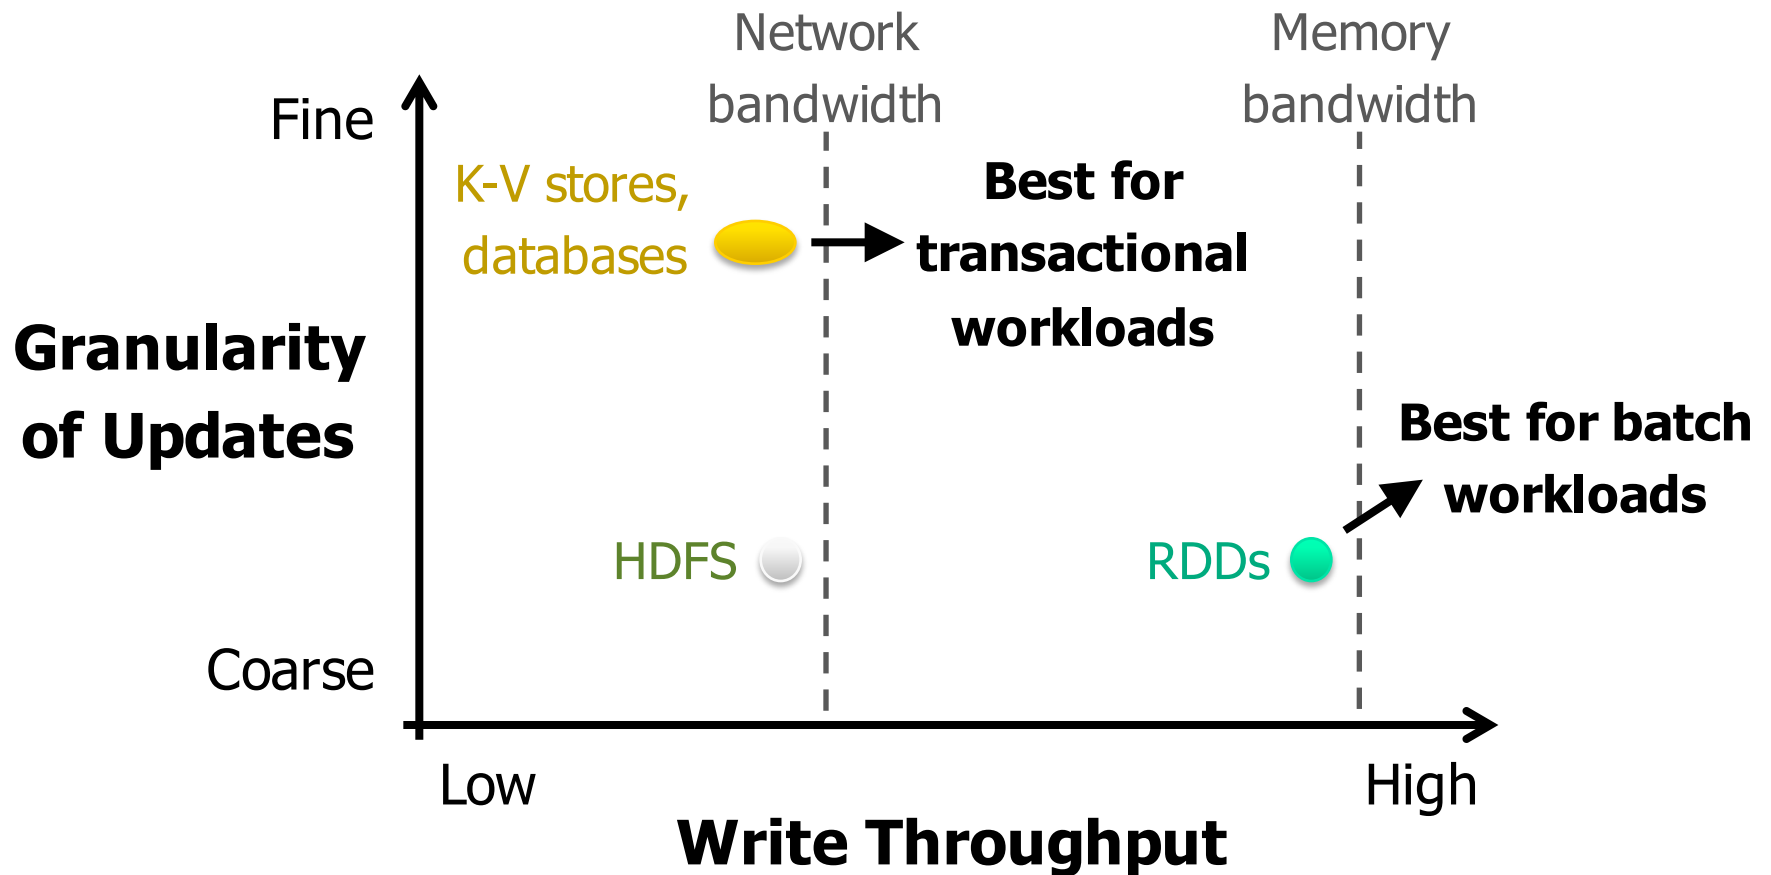 Network
bandwidth
Memory
bandwidth
Fine
K-V stores,
databases
Best for
transactional
workloads
Granularity
of Updates
Best for batch
workloads
HDFS
RDDs
Coarse
Low
High
Write Throughput